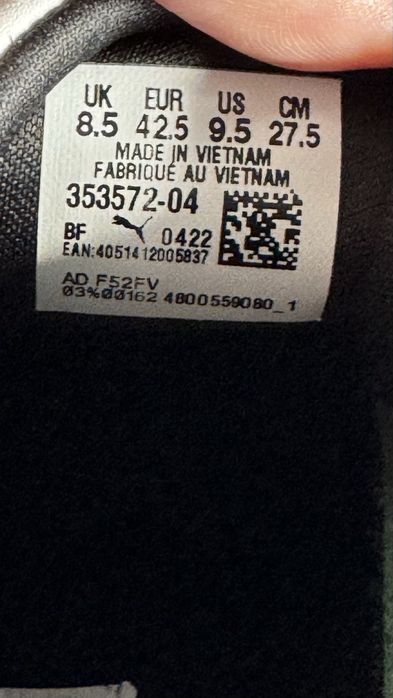 UK EUR US CM
8.5 42.5 9.5 27.5
MADE IN VIETNAM
FABRIQUÉ AU VIETNAM
353572-04
BF 0422
EAN:4051412005837
AD F52FV
03%00162 4800559080_1